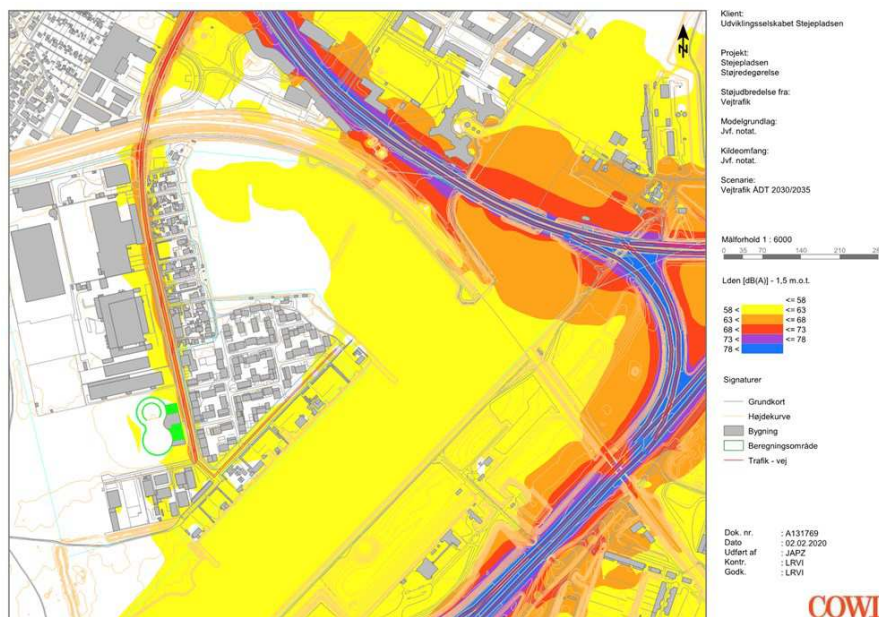 Klient:
Udviklingsselskabet Stejepladsen
Projekt:
Stejepladsen
Støjredegørelse
Støjudbredelse fra:
Vejtrafik
Modelgrundlag:
Jvf. notat.
Kildeomfang:
Jvf. notat.
Scenarie:
Vejtrafik ÅDT 2030/2035
N
Målforhold 1 : 6000
0 35 70 140 210
Lden [dB(A)] - 1,5 m.o.t.
<= 58
58 < <= 63
63 < <= 68
68 < <= 73
73 < <= 78
78 <
Signaturer
Grundkort
Højdekurve
Bygning
Beregningsområde
Trafik - vej
Dok. nr. : A131769
Dato : 02.02.2020
Udført af : JAPZ
Kontr. : LRVI
Godk. : LRVI
COWI